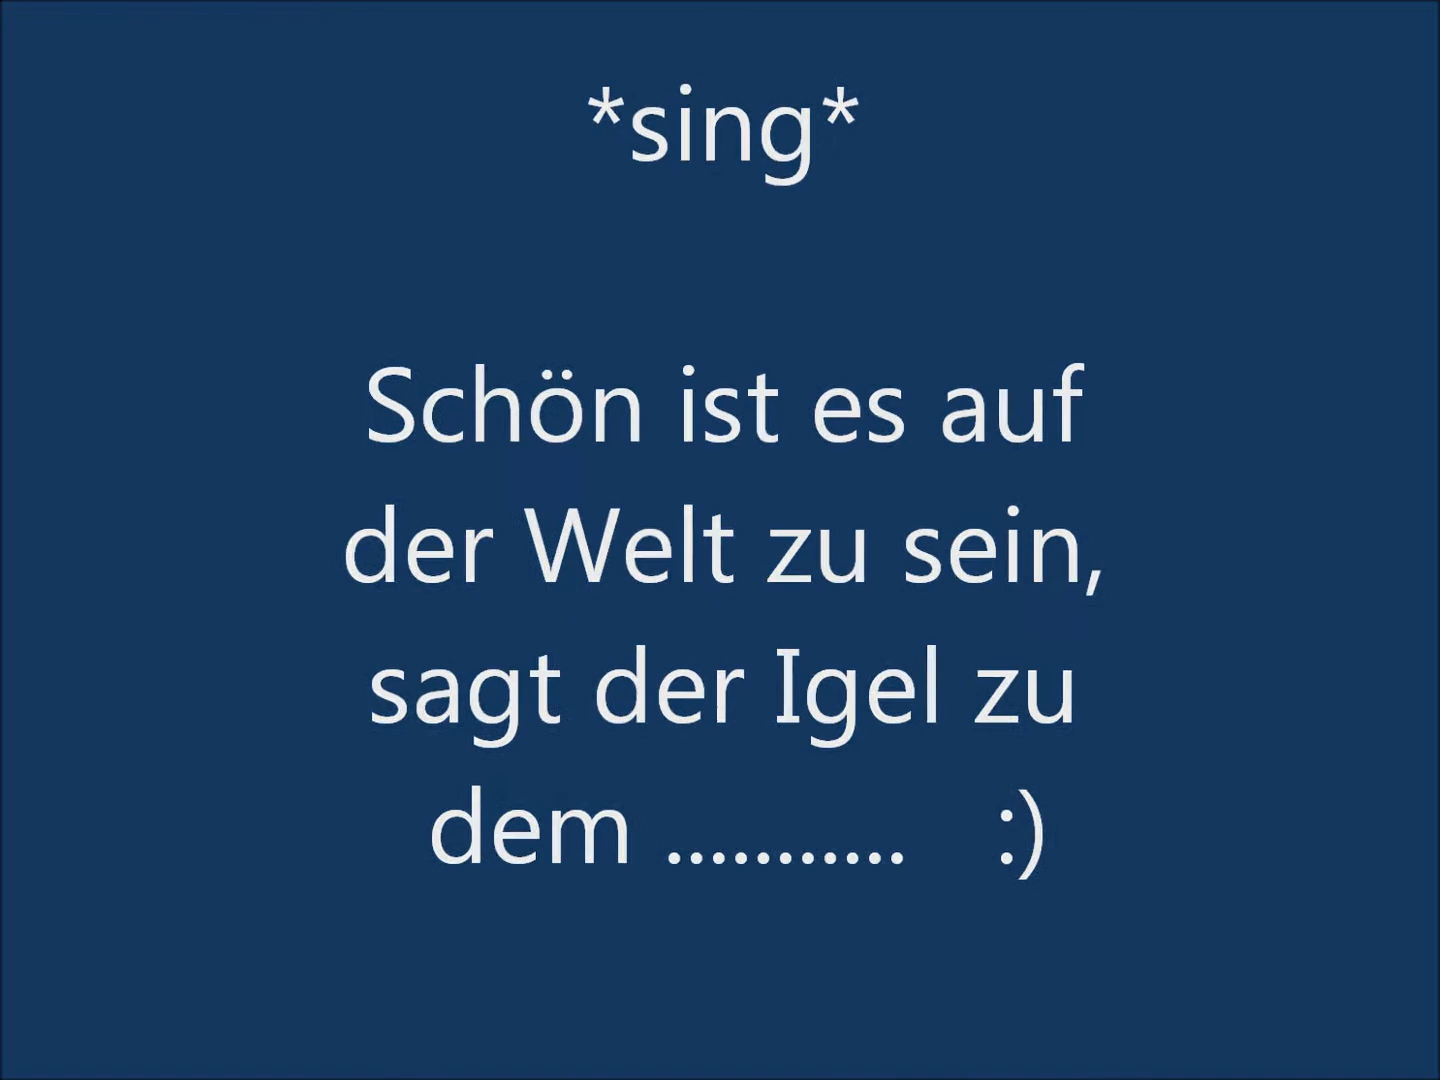 *sing*
Schön ist es auf
der Welt zu sein,
sagt der Igel zu
dem ........... :)